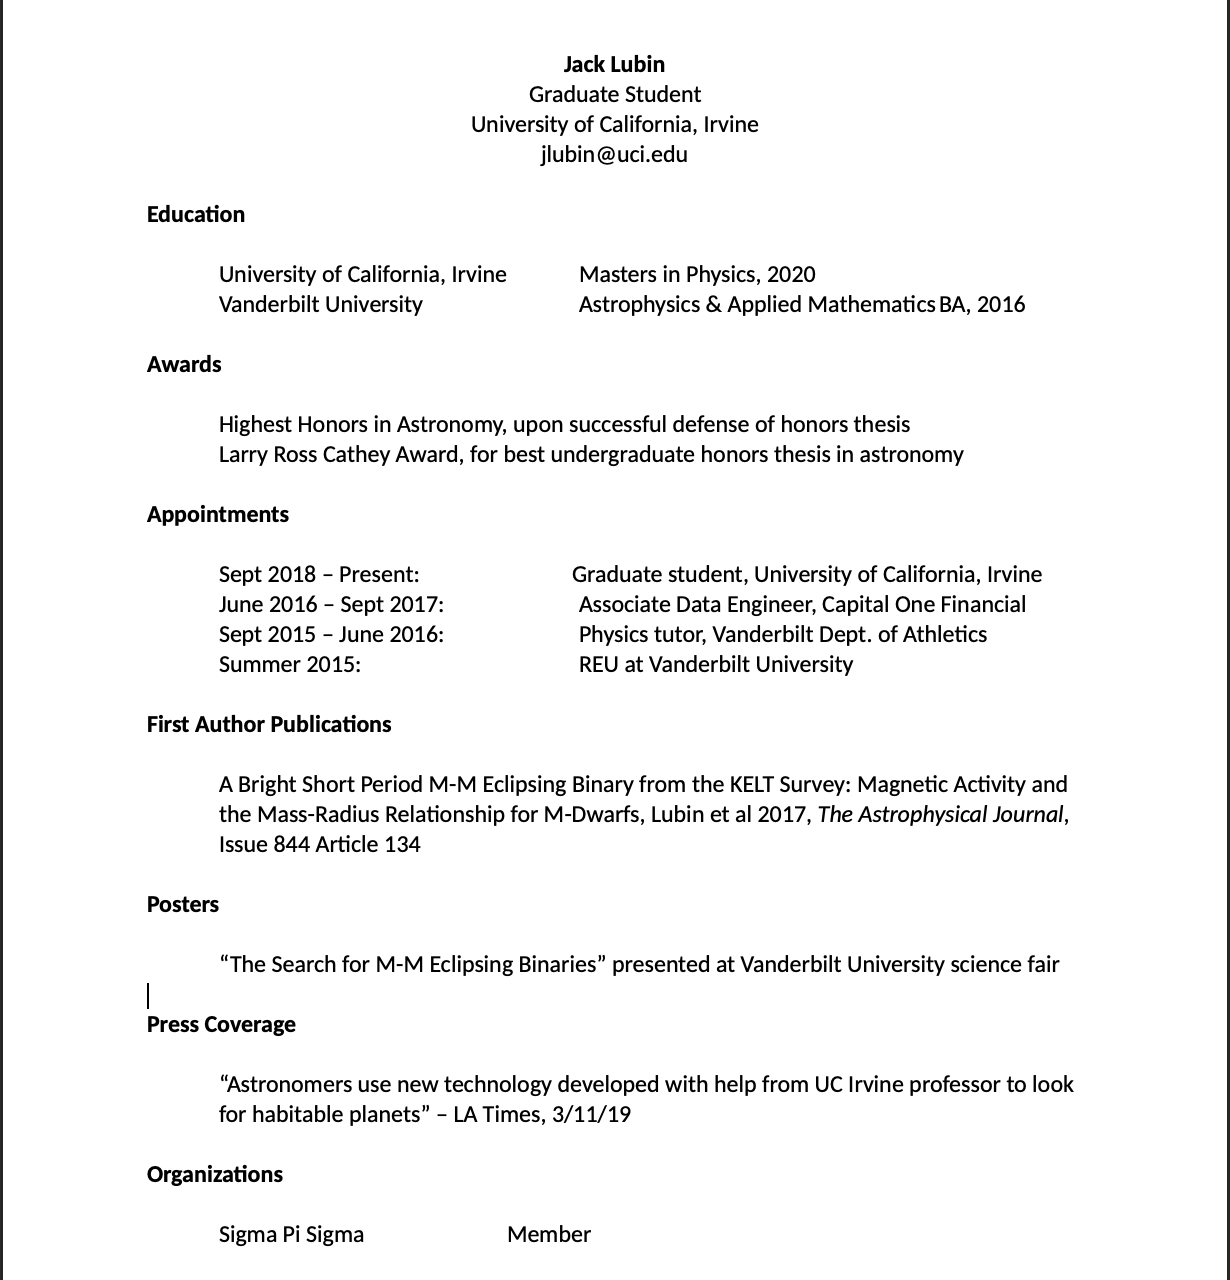 Jack Lubin
Graduate Student
University of California, Irvine
jlubin@uci.edu
Education
University of California, Irvine Masters in Physics, 2020
Vanderbilt University Astrophysics & Applied Mathematics BA, 2016
Awards
Highest Honors in Astronomy, upon successful defense of honors thesis
Larry Ross Cathey Award, for best undergraduate honors thesis in astronomy
Appointments
Sept 2018 – Present: Graduate student, University of California, Irvine
June 2016 – Sept 2017: Associate Data Engineer, Capital One Financial
Sept 2015 – June 2016: Physics tutor, Vanderbilt Dept. of Athletics
Summer 2015: REU at Vanderbilt University
First Author Publications
A Bright Short Period M-M Eclipsing Binary from the KELT Survey: Magnetic Activity and
the Mass-Radius Relationship for M-Dwarfs, Lubin et al 2017, The Astrophysical Journal,
Issue 844 Article 134
Posters
“The Search for M-M Eclipsing Binaries” presented at Vanderbilt University science fair
Press Coverage
“Astronomers use new technology developed with help from UC Irvine professor to look
for habitable planets” – LA Times, 3/11/19
Organizations
Sigma Pi Sigma Member